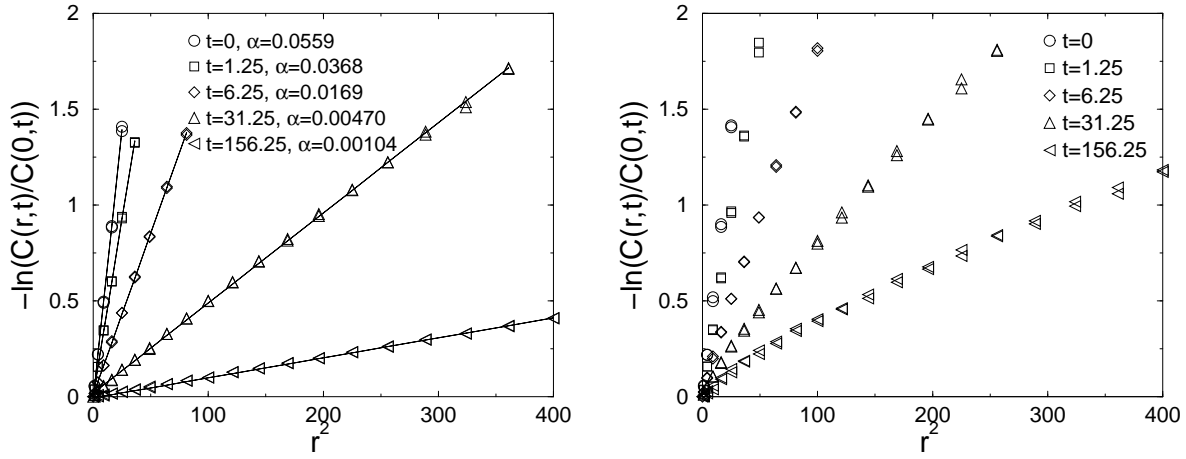 −ln(C(r,t)/C(0,t))
2
1.5
1
0.5
0
0 100 200 300 400
r²
t=0, α=0.0559
t=1.25, α=0.0368
t=6.25, α=0.0169
t=31.25, α=0.00470
t=156.25, α=0.00104
−ln(C(r,t)/C(0,t))
2
1.5
1
0.5
0
0 100 200 300 400
r²
t=0
t=1.25
t=6.25
t=31.25
t=156.25